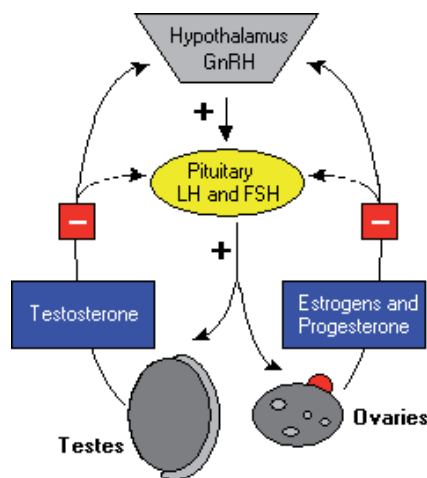 Hypothalamus
GnRH
+
Pituitary
LH and FSH
+
−
−
Testosterone
Estrogens and
Progesterone
Testes
Ovaries